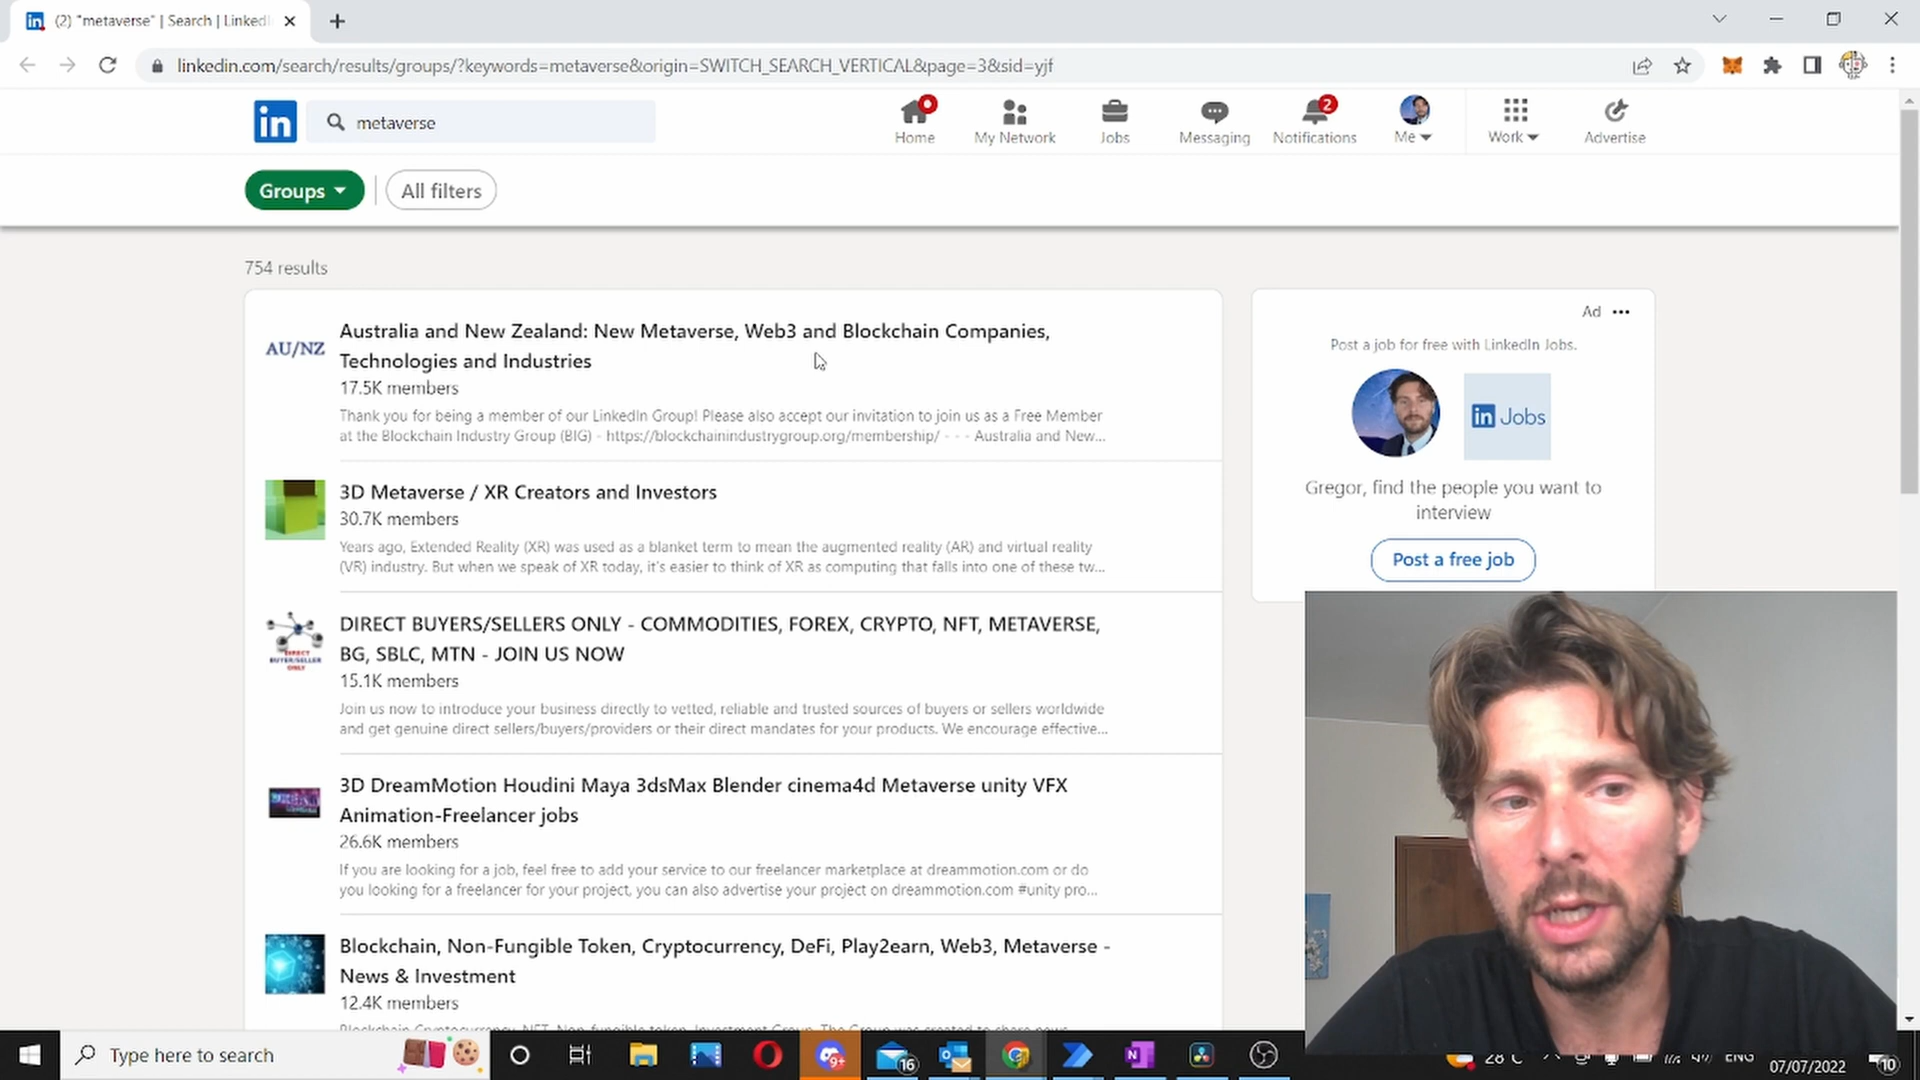 (2) "metaverse" | Search | LinkedI
linkedin.com/search/results/groups/?keywords=metaverse&origin=SWITCH_SEARCH_VERTICAL&page=3&sid=yjf
in
metaverse
Home
My Network
Jobs
Messaging
2
Notifications
Me
Work
Advertise
Groups
All filters
754 results
AU/NZ
Australia and New Zealand: New Metaverse, Web3 and Blockchain Companies,
Technologies and Industries
17.5K members
Thank you for being a member of our LinkedIn Group! Please also accept our invitation to join us as a Free Member
at the Blockchain Industry Group (BIG) - https://blockchainindustrygroup.org/membership/ - - - Australia and New...
3D Metaverse / XR Creators and Investors
30.7K members
Years ago, Extended Reality (XR) was used as a blanket term to mean the augmented reality (AR) and virtual reality
(VR) industry. But when we speak of XR today, it's easier to think of XR as computing that falls into one of these tw...
DIRECT
BUYER/SELLER
ONLY
DIRECT BUYERS/SELLERS ONLY - COMMODITIES, FOREX, CRYPTO, NFT, METAVERSE,
BG, SBLC, MTN - JOIN US NOW
15.1K members
Join us now to introduce your business directly to vetted, reliable and trusted sources of buyers or sellers worldwide
and get genuine direct sellers/buyers/providers or their direct mandates for your products. We encourage effective...
3D DreamMotion Houdini Maya 3dsMax Blender cinema4d Metaverse unity VFX
Animation-Freelancer jobs
26.6K members
If you are looking for a job, feel free to add your service to our freelancer marketplace at dreammotion.com or do
you looking for a freelancer for your project, you can also advertise your project on dreammotion.com #unity pro...
Blockchain, Non-Fungible Token, Cryptocurrency, DeFi, Play2earn, Web3, Metaverse -
News & Investment
12.4K members
Ad
Post a job for free with LinkedIn Jobs.
in Jobs
Gregor, find the people you want to
interview
Post a free job
Type here to search
9+
16
28°C
ENG
07/07/2022
10